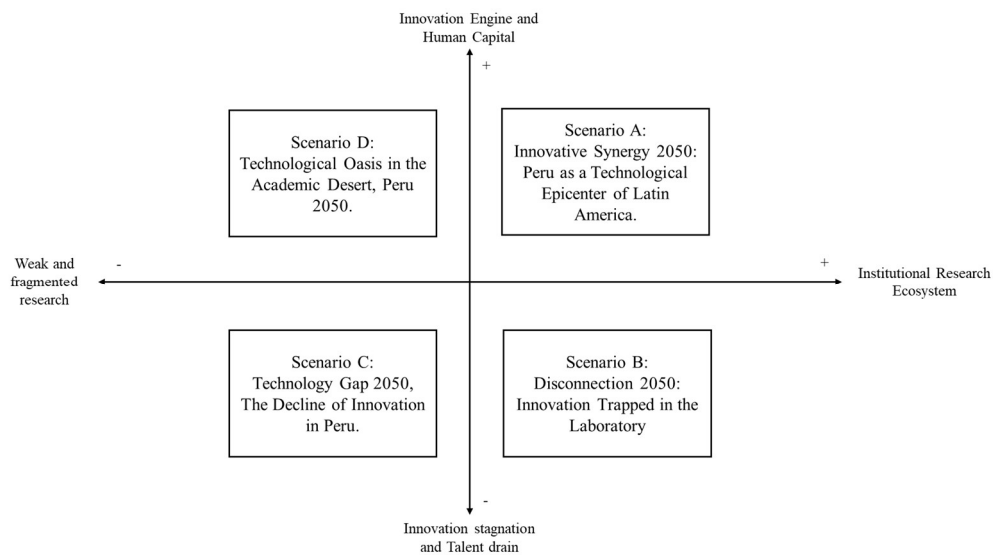 Innovation Engine and
Human Capital
+
Scenario D:
Technological Oasis in the
Academic Desert, Peru
2050.
Scenario A:
Innovative Synergy 2050:
Peru as a Technological
Epicenter of Latin
America.
Weak and
fragmented
research
-
+
Institutional Research
Ecosystem
Scenario C:
Technology Gap 2050,
The Decline of Innovation
in Peru.
Scenario B:
Disconnection 2050:
Innovation Trapped in the
Laboratory
-
Innovation stagnation
and Talent drain